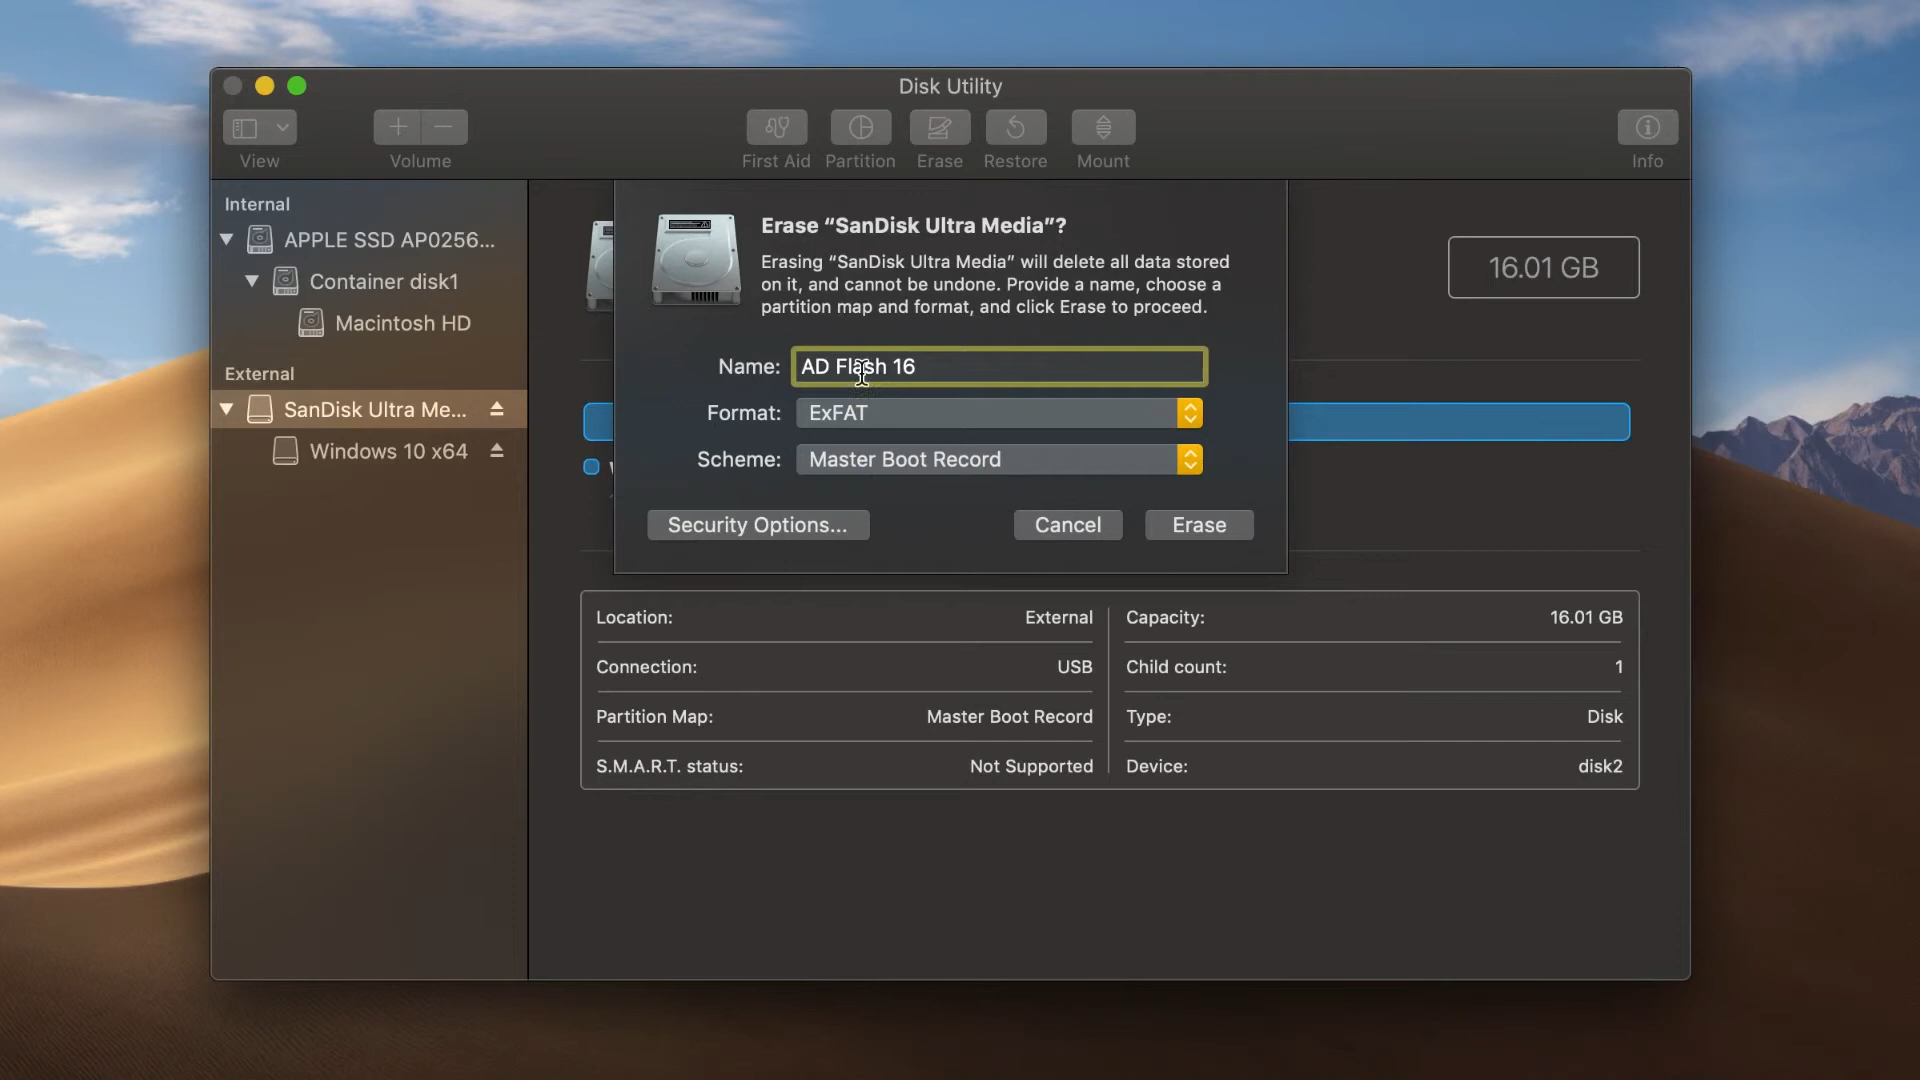 Disk Utility
View
Volume
First Aid
Partition
Erase
Restore
Mount
Info
Internal
APPLE SSD AP0256...
Container disk1
Macintosh HD
External
SanDisk Ultra Me...
Windows 10 x64
Erase “SanDisk Ultra Media”?
Erasing “SanDisk Ultra Media” will delete all data stored
on it, and cannot be undone. Provide a name, choose a
partition map and format, and click Erase to proceed.
Name: AD Flash 16
Format: ExFAT
Scheme: Master Boot Record
Security Options...
Cancel
Erase
16.01 GB
Location: External
Connection: USB
Partition Map: Master Boot Record
S.M.A.R.T. status: Not Supported
Capacity: 16.01 GB
Child count: 1
Type: Disk
Device: disk2